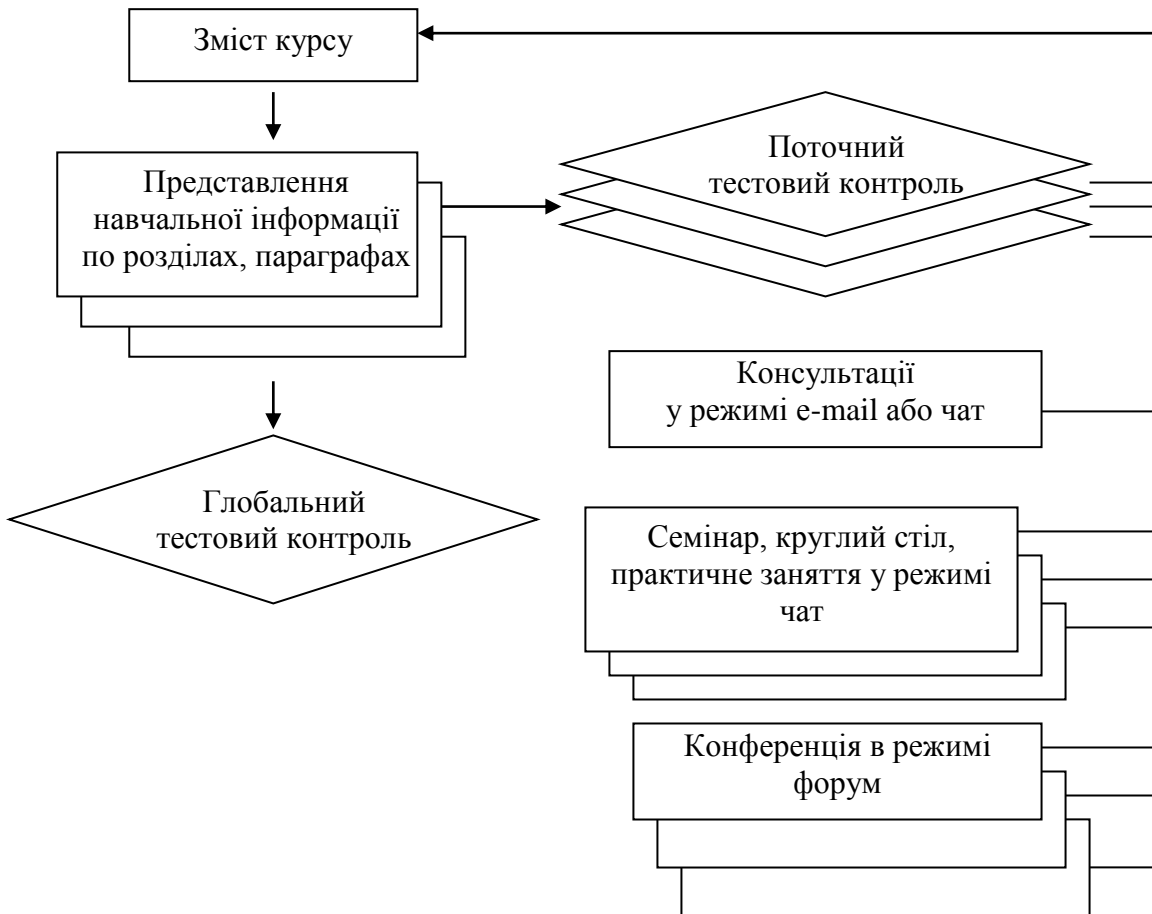 Зміст курсу
Представлення
навчальної інформації
по розділах, параграфах
Поточний
тестовий контроль
Консультації
у режимі e-mail або чат
Глобальний
тестовий контроль
Семінар, круглий стіл,
практичне заняття у режимі
чат
Конференція в режимі
форум